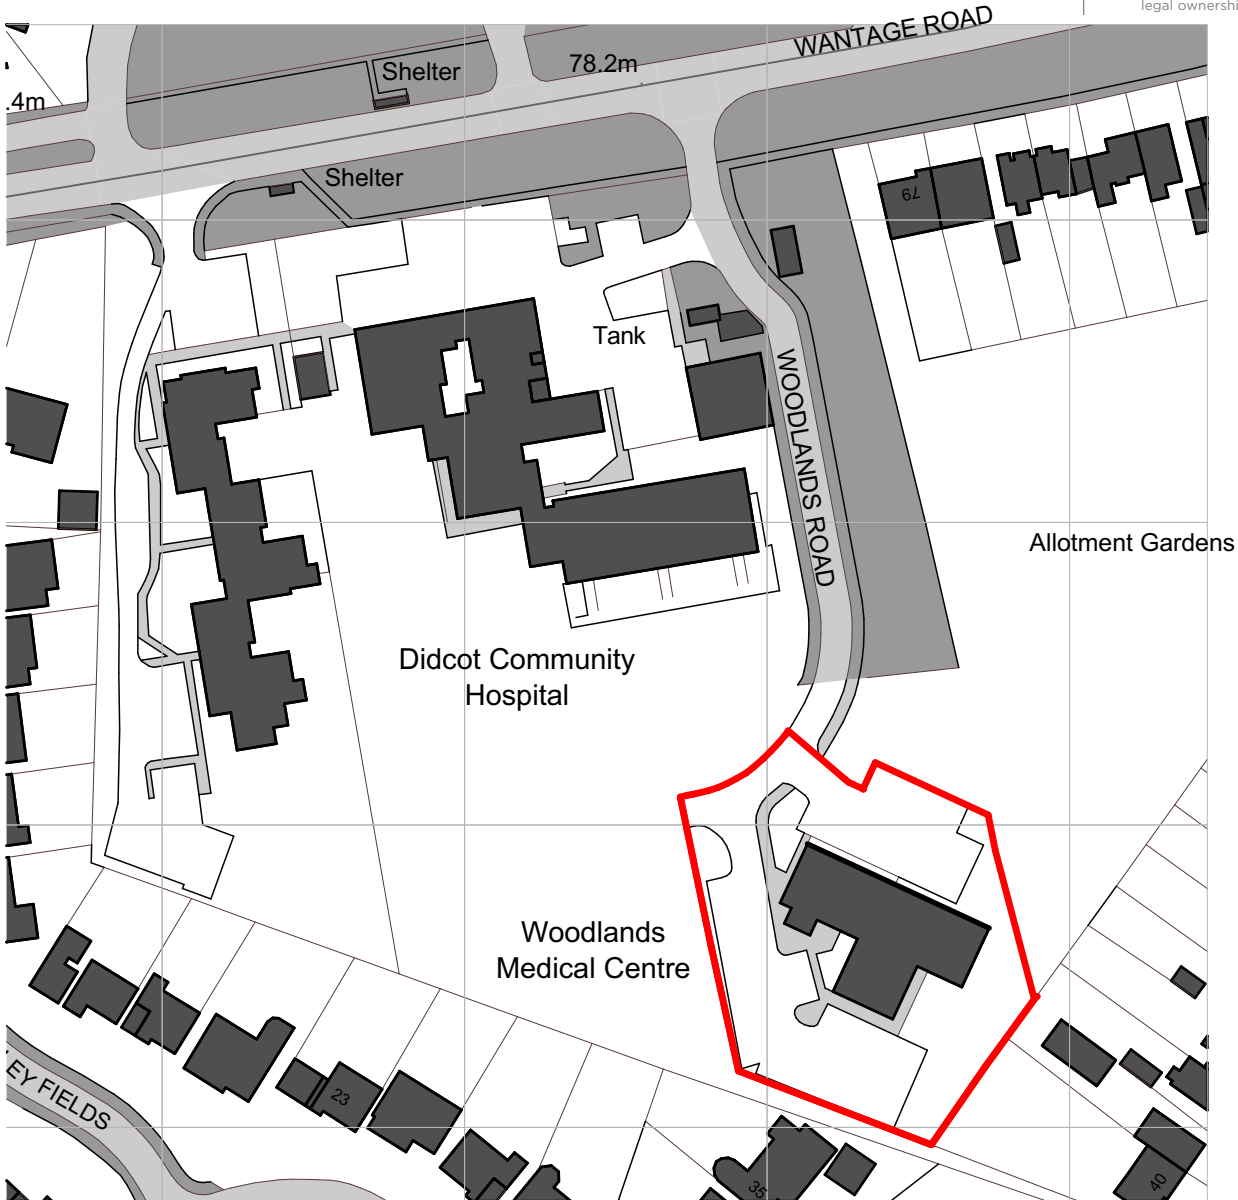 legal ownershi
WANTAGE ROAD
78.2m
Shelter
.4m
Shelter
79
Tank
WOODLANDS ROAD
Allotment Gardens
Didcot Community
Hospital
Woodlands
Medical Centre
LEY FIELDS
23
35
40